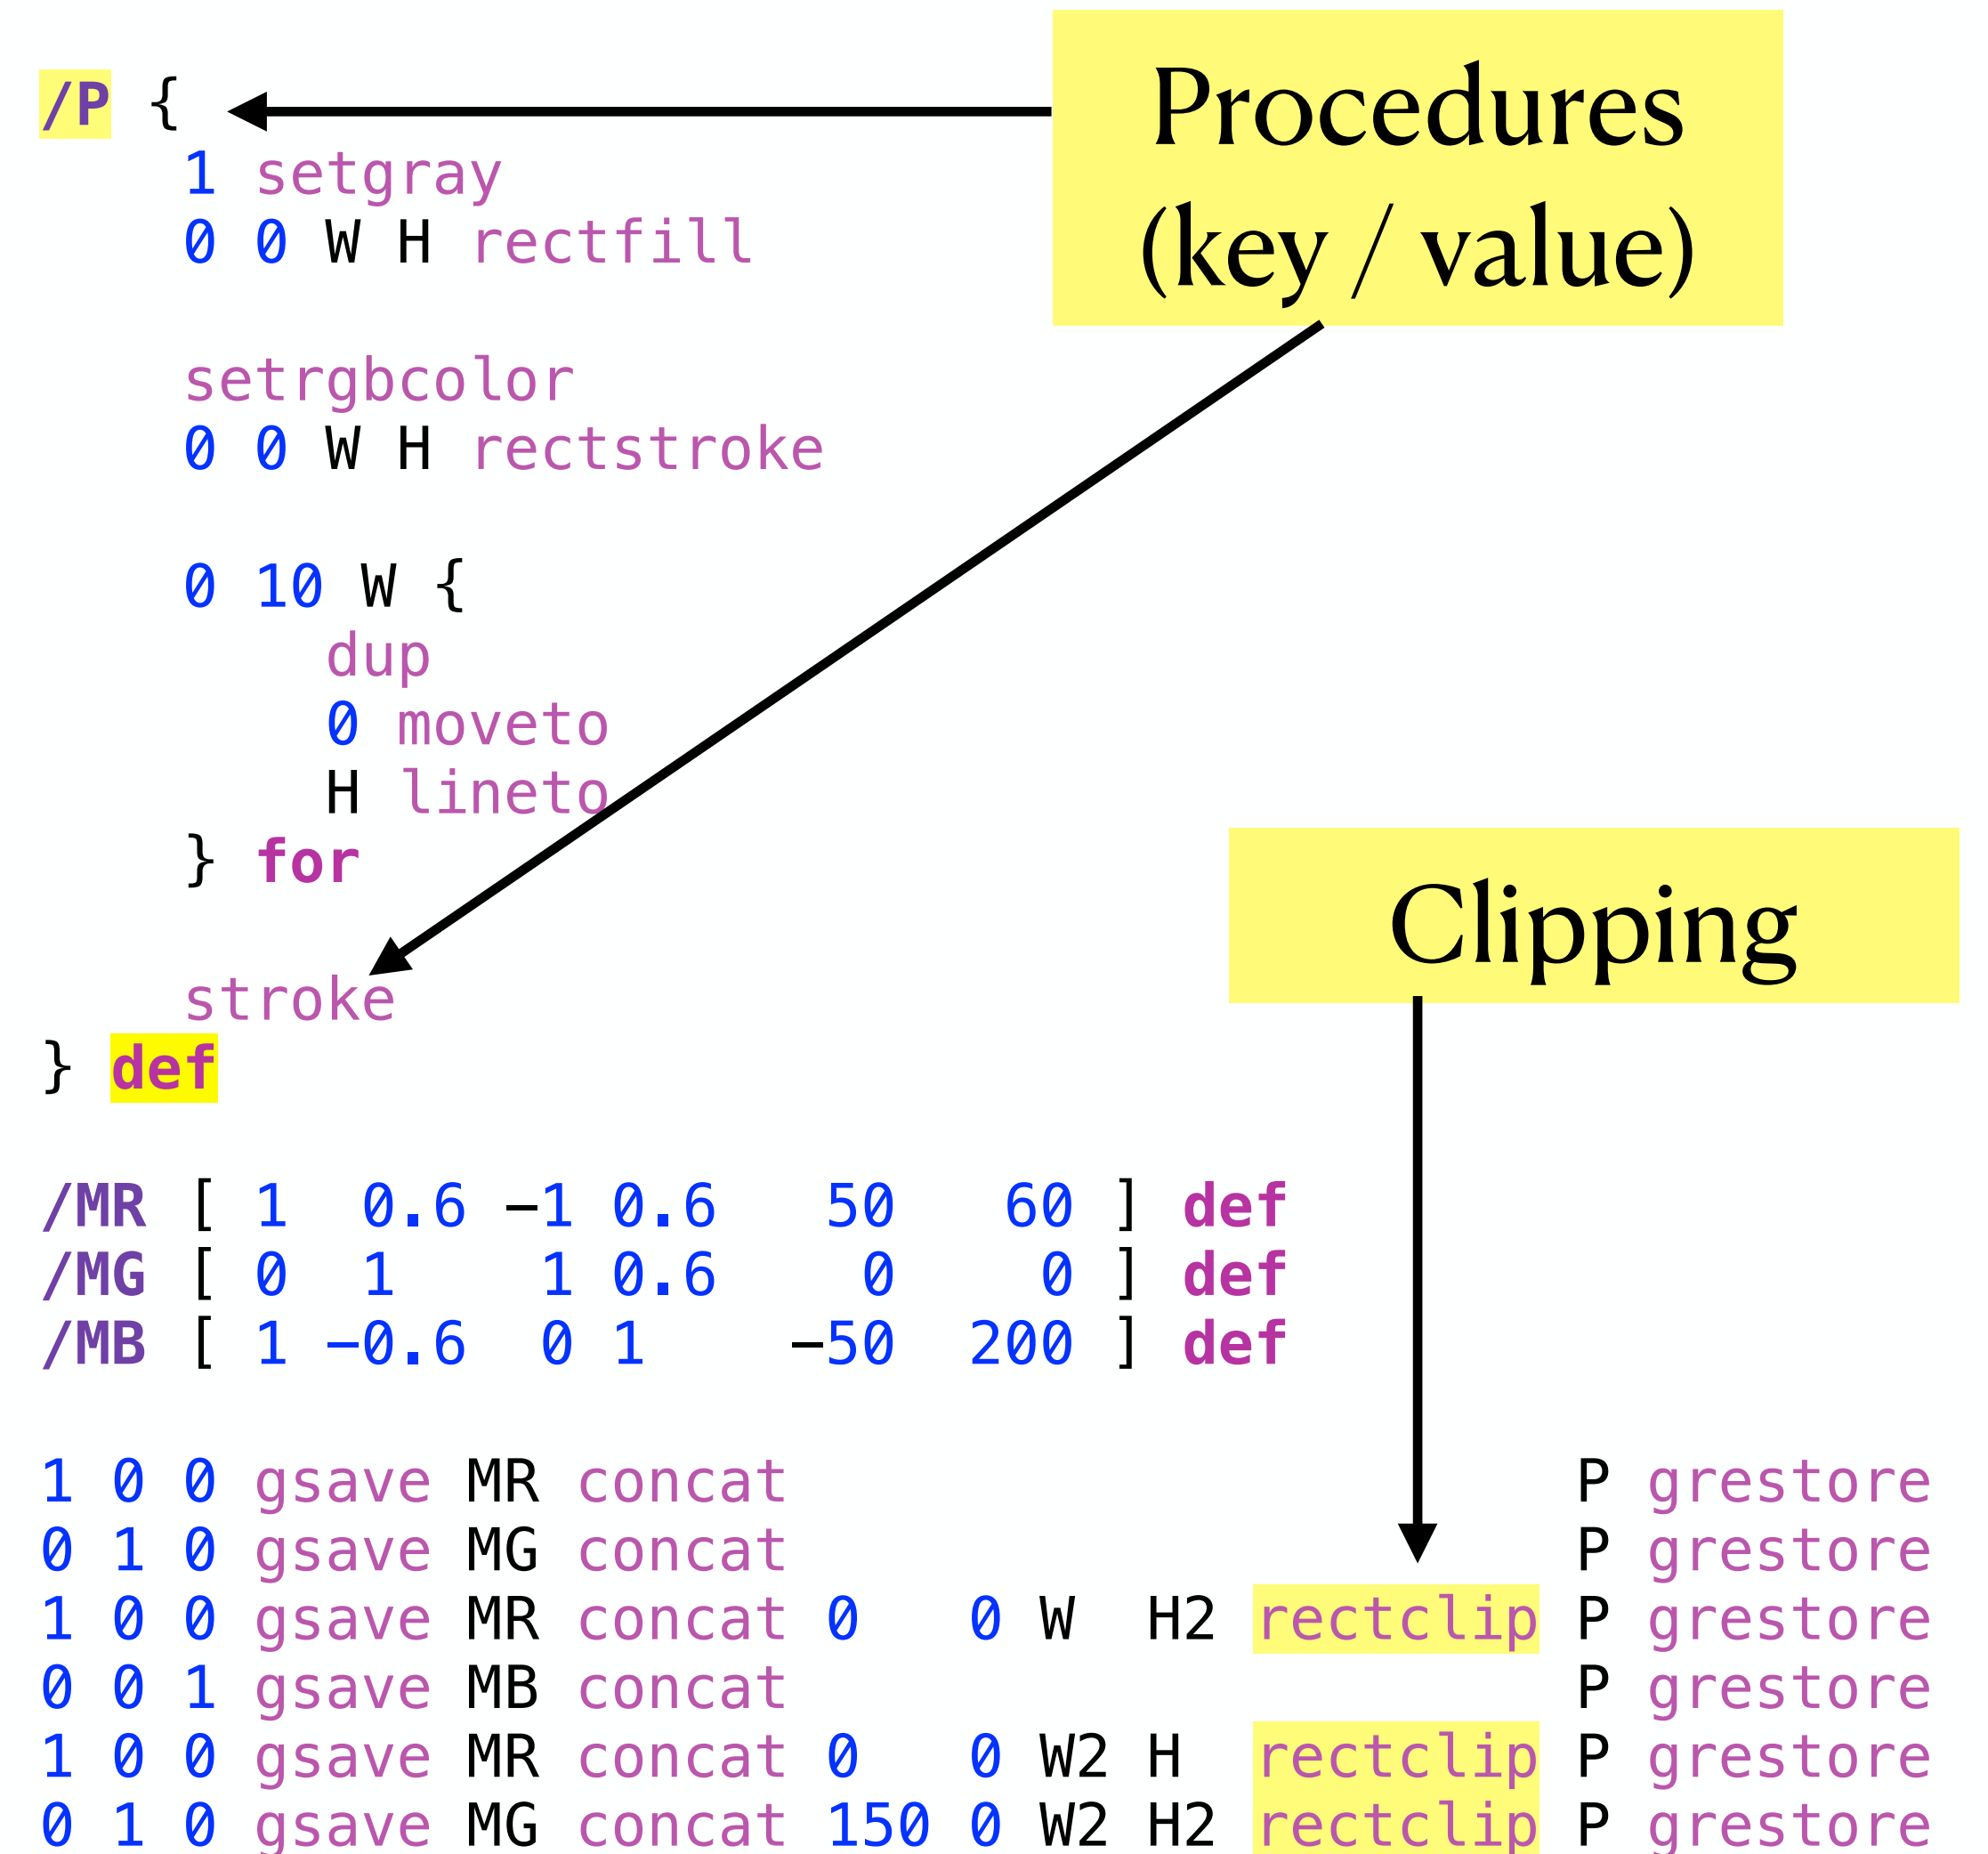 Procedures
(key / value)
/P {
1 setgray
0 0 W H rectfill
setrgbcolor
0 0 W H rectstroke
0 10 W {
dup
0 moveto
H lineto
} for
Clipping
stroke
} def
/MR [ 1 0.6 −1 0.6 50 60 ] def
/MG [ 0 1 1 0.6 0 0 ] def
/MB [ 1 −0.6 0 1 −50 200 ] def
1 0 0 gsave MR concat P grestore
0 1 0 gsave MG concat P grestore
1 0 0 gsave MR concat 0 0 W H2 rectclip P grestore
0 0 1 gsave MB concat P grestore
1 0 0 gsave MR concat 0 0 W2 H rectclip P grestore
0 1 0 gsave MG concat 150 0 W2 H2 rectclip P grestore